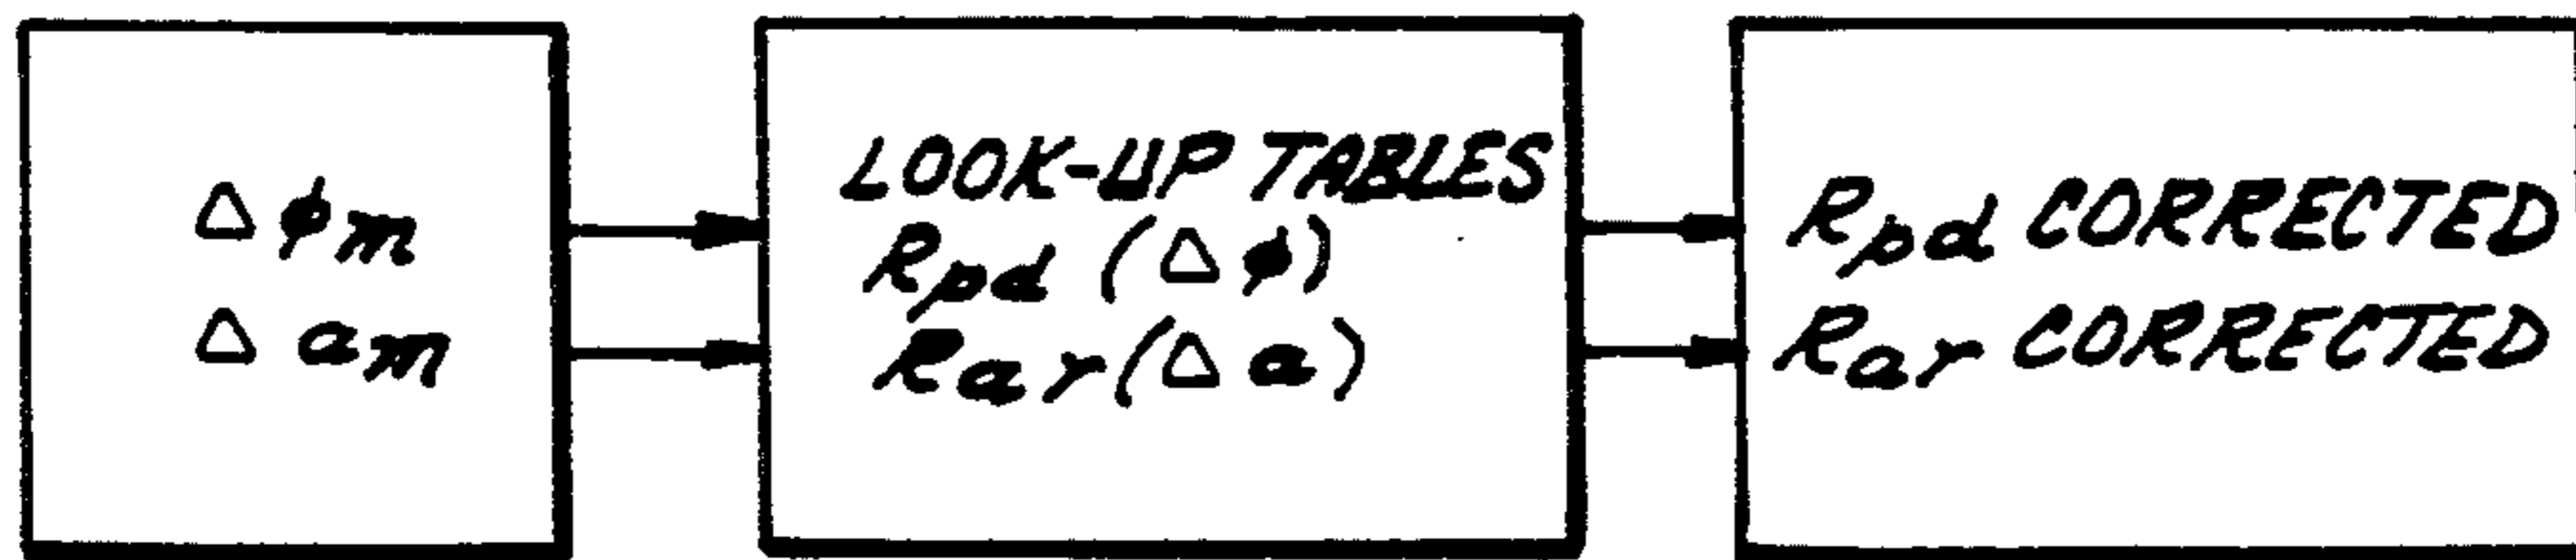 Δϕm
Δam
LOOK-UP TABLES
Rpd (Δϕ)
Rar(Δa)
Rpd CORRECTED
Rar CORRECTED